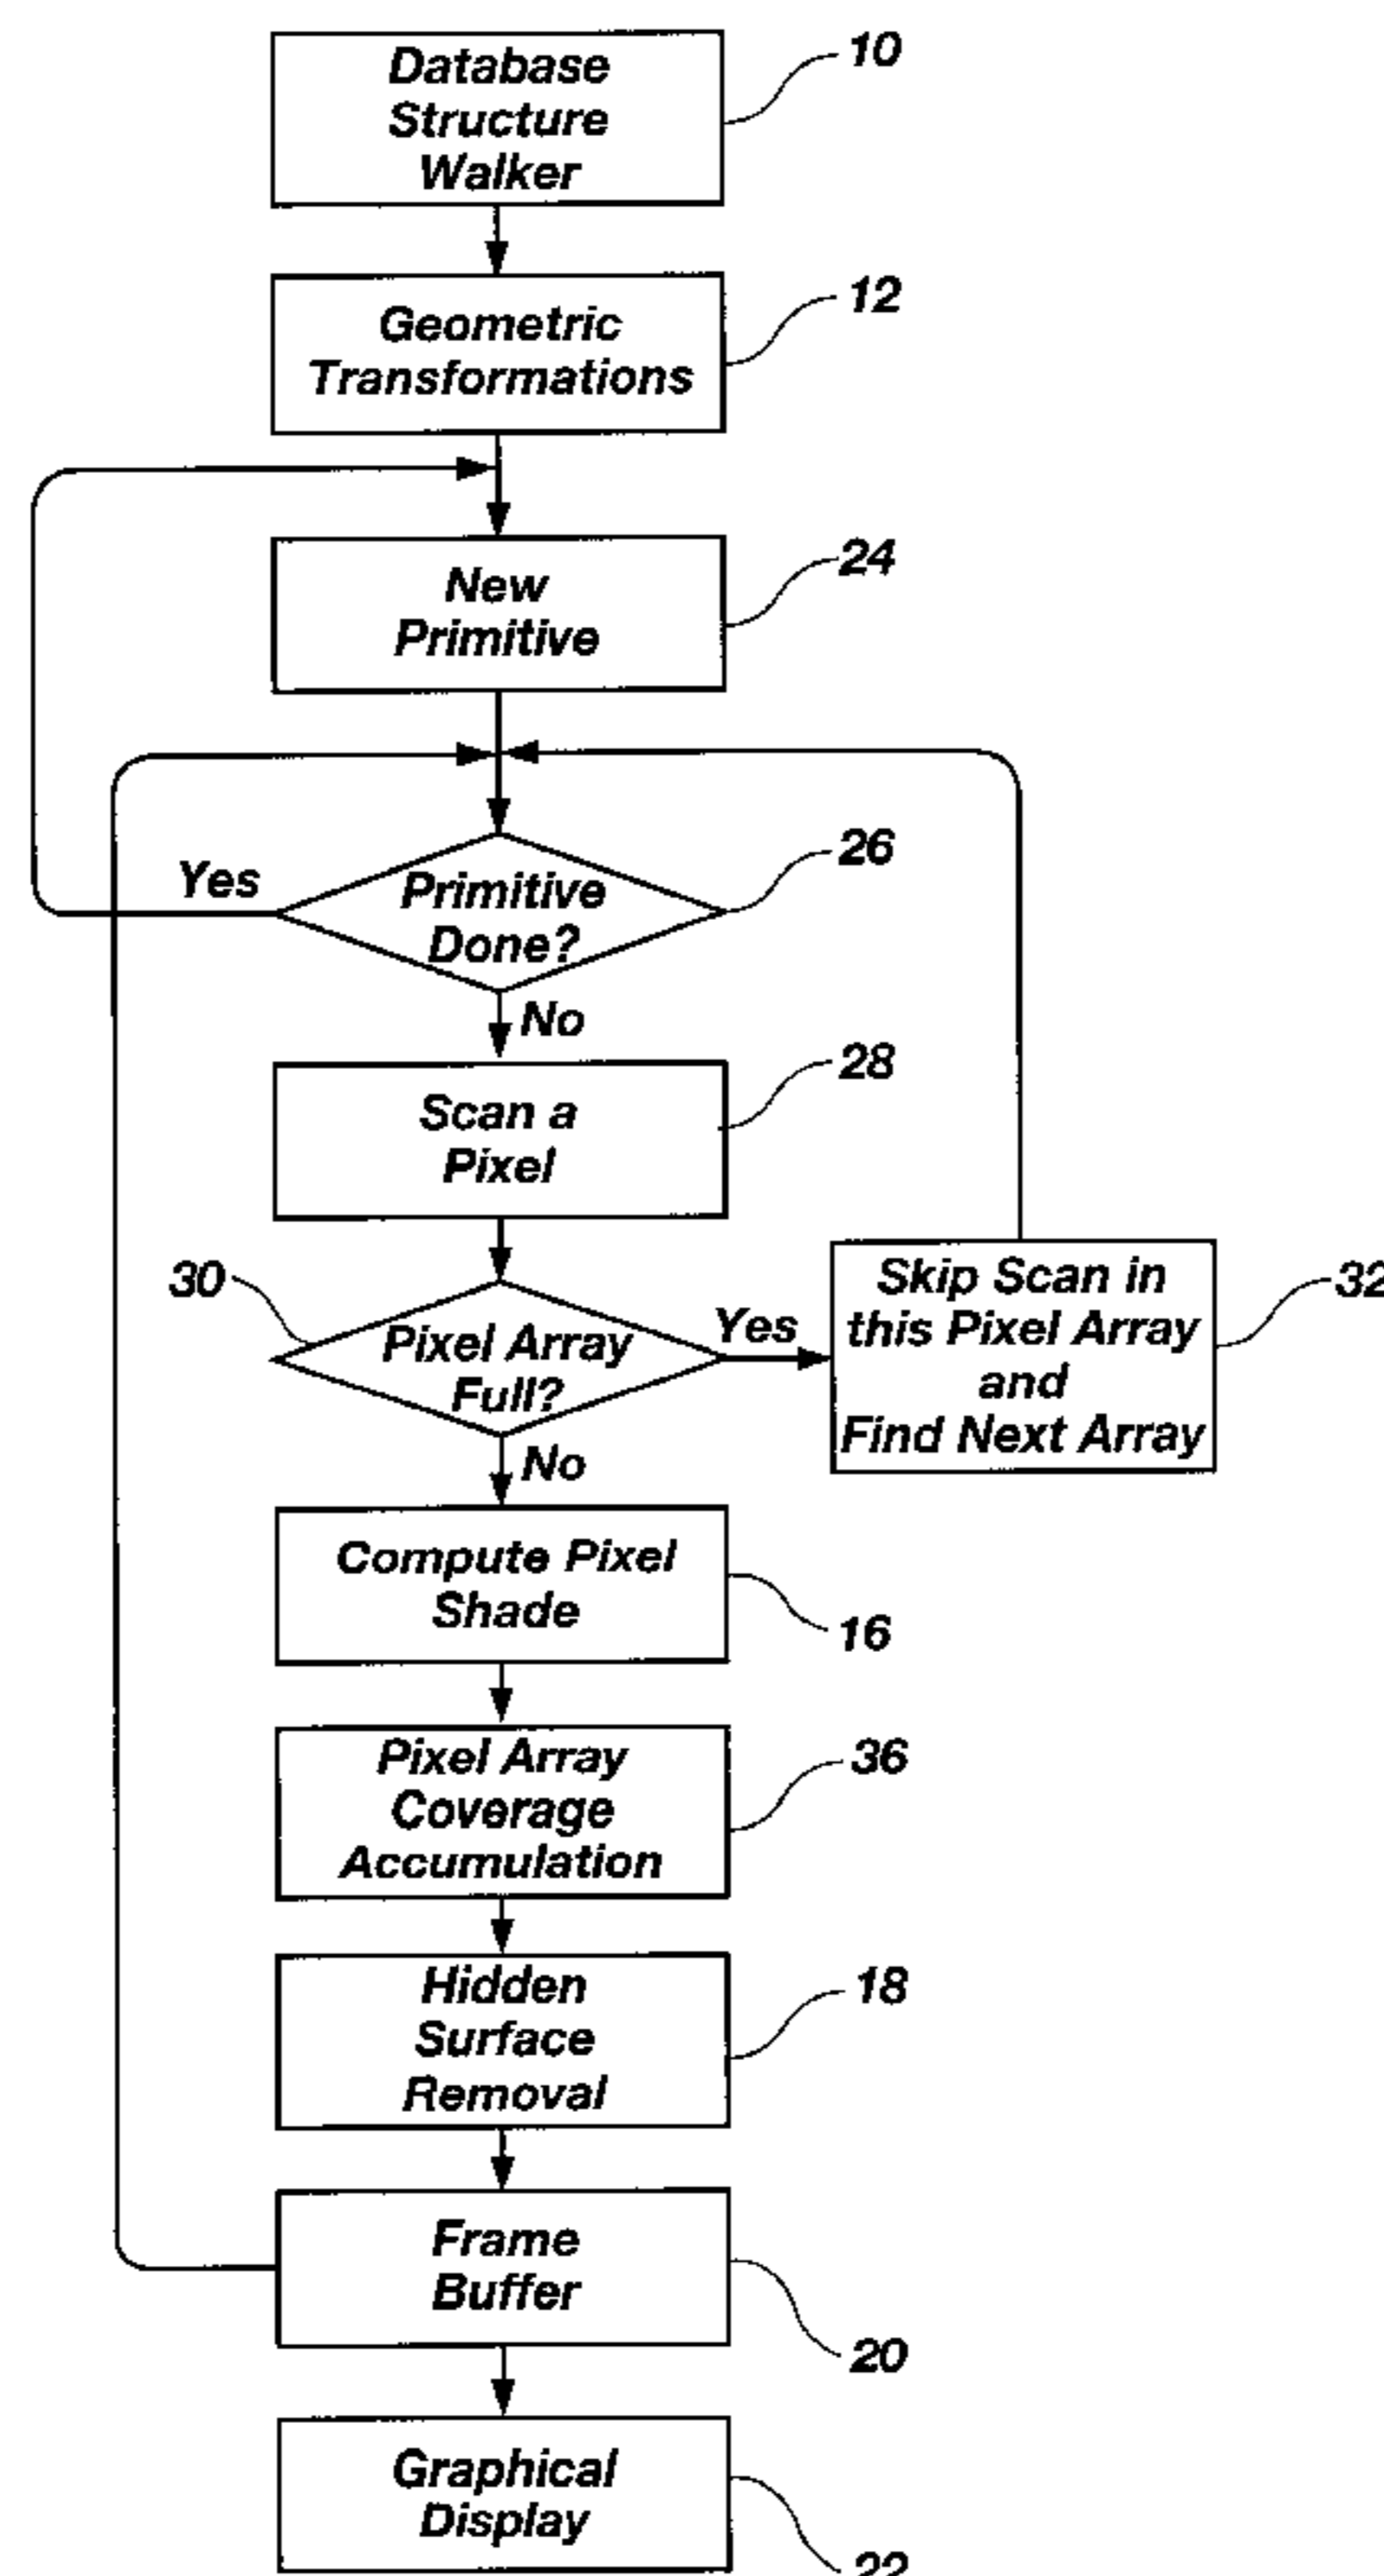 Database
Structure
Walker
10
Geometric
Transformations
12
New
Primitive
24
Yes
Primitive
Done?
26
No
Scan a
Pixel
28
30
Pixel Array
Full?
Yes
Skip Scan in
this Pixel Array
and
Find Next Array
32
No
Compute Pixel
Shade
16
Pixel Array
Coverage
Accumulation
36
Hidden
Surface
Removal
18
Frame
Buffer
20
Graphical
Display
22